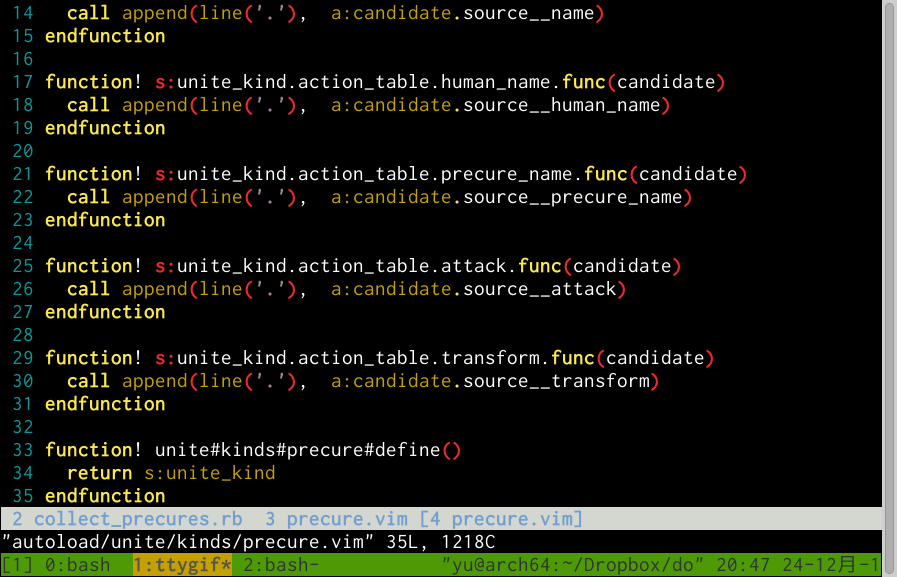 14   call append(line('.'),  a:candidate.source__name)
15 endfunction
16
17 function! s:unite_kind.action_table.human_name.func(candidate)
18   call append(line('.'),  a:candidate.source__human_name)
19 endfunction
20
21 function! s:unite_kind.action_table.precure_name.func(candidate)
22   call append(line('.'),  a:candidate.source__precure_name)
23 endfunction
24
25 function! s:unite_kind.action_table.attack.func(candidate)
26   call append(line('.'),  a:candidate.source__attack)
27 endfunction
28
29 function! s:unite_kind.action_table.transform.func(candidate)
30   call append(line('.'),  a:candidate.source__transform)
31 endfunction
32
33 function! unite#kinds#precure#define()
34   return s:unite_kind
35 endfunction
2 collect_precures.rb  3 precure.vim [4 precure.vim]
"autoload/unite/kinds/precure.vim" 35L, 1218C
[1] 0:bash  1:ttygif* 2:bash-  "yu@arch64:~/Dropbox/do" 20:47 24-12月-1